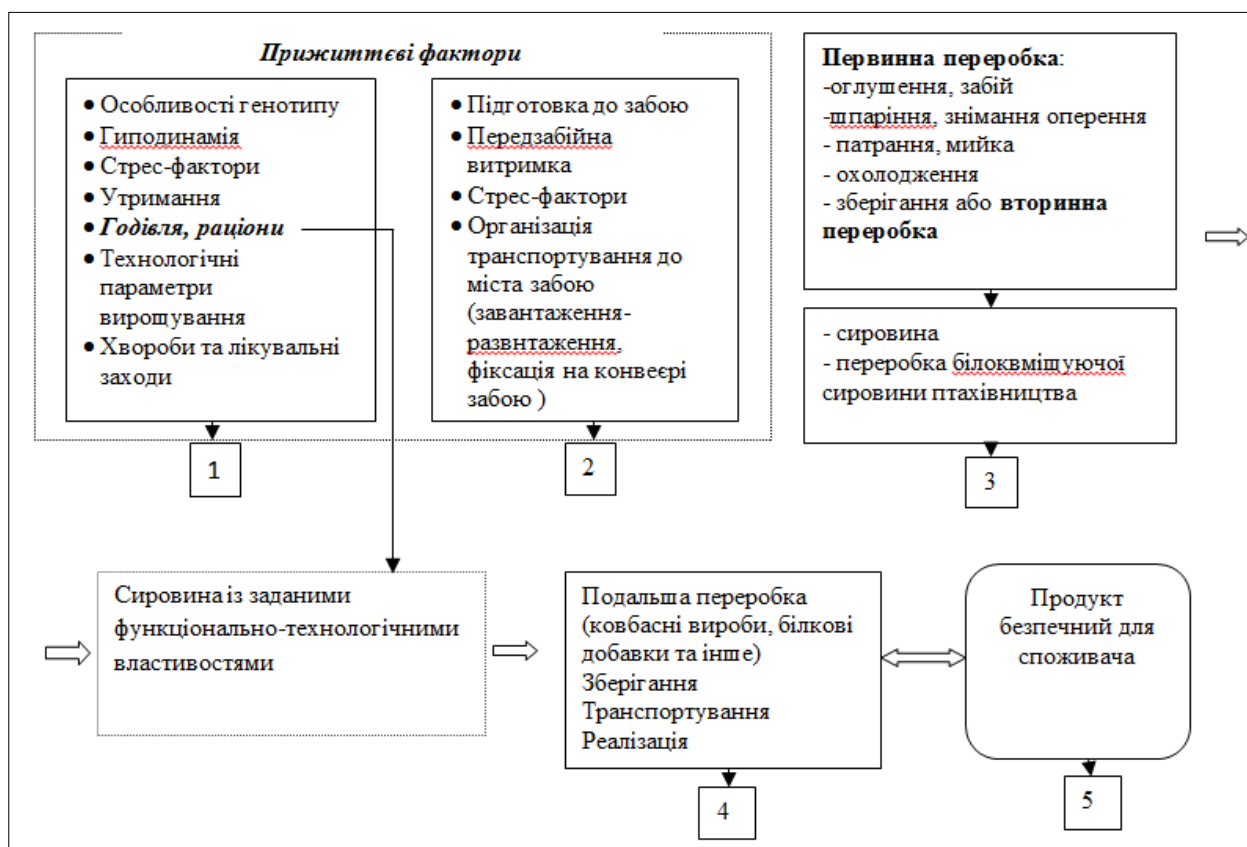 Прижиттєві фактори
● Особливості генотипу
● Гиподинамія
● Стрес-фактори
● Утримання
● Годівля, раціони
● Технологічні
параметри
вирощування
● Хвороби та лікувальні
заходи
1
● Підготовка до забою
● Передзабійна
витримка
● Стрес-фактори
● Організація
транспортування до
міста забою
(завантаження-
развнтаження,
фіксація на конвеєрі
забою )
2
Первинна переробка:
-оглушення, забій
-шпаріння, знімання оперення
- патрання, мийка
- охолодження
- зберігання або вторинна
переробка
- сировина
- переробка білоквміщуючої
сировини птахівництва
3
Сировина із заданими
функціонально-технологічними
властивостями
Подальша переробка
(ковбасні вироби, білкові
добавки та інше)
Зберігання
Транспортування
Реалізація
4
Продукт
безпечний для
споживача
5